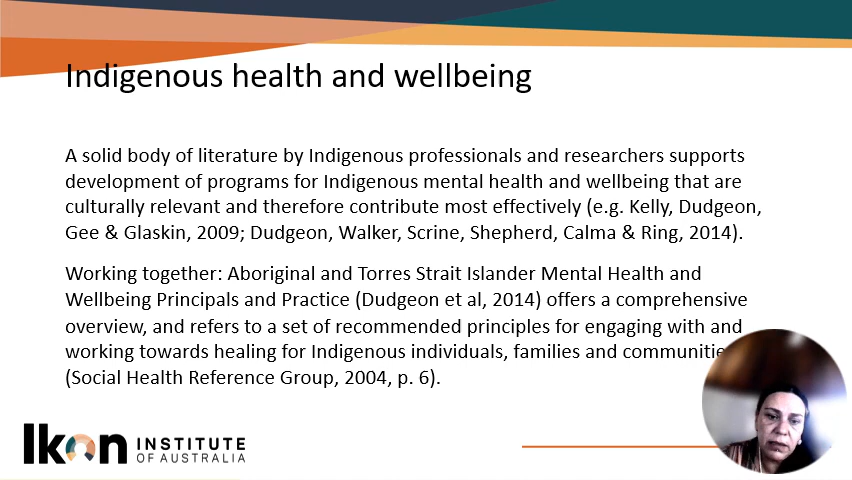 Indigenous health and wellbeing
A solid body of literature by Indigenous professionals and researchers supports
development of programs for Indigenous mental health and wellbeing that are
culturally relevant and therefore contribute most effectively (e.g. Kelly, Dudgeon,
Gee & Glaskin, 2009; Dudgeon, Walker, Scrine, Shepherd, Calma & Ring, 2014).
Working together: Aboriginal and Torres Strait Islander Mental Health and
Wellbeing Principals and Practice (Dudgeon et al, 2014) offers a comprehensive
overview, and refers to a set of recommended principles for engaging with and
working towards healing for Indigenous individuals, families and communitie
(Social Health Reference Group, 2004, p. 6).
Ikon INSTITUTE
OF AUSTRALIA